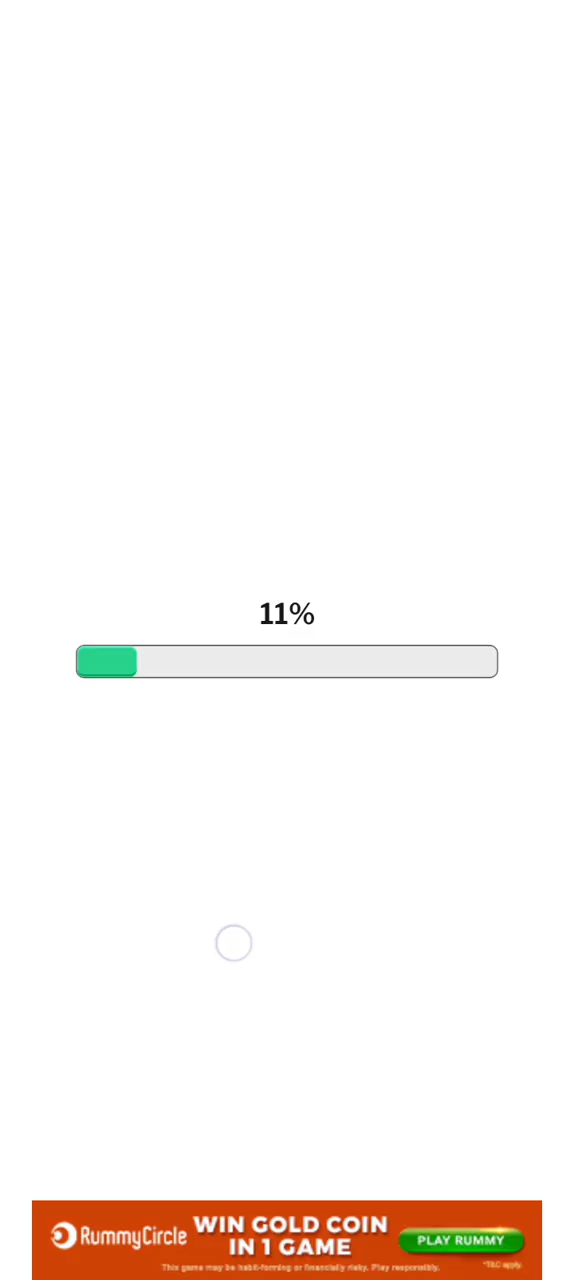 11%
RummyCircle
WIN GOLD COIN
IN 1 GAME
PLAY RUMMY
This game may be habit-forming or financially risky. Play responsibly.
*T&C apply.